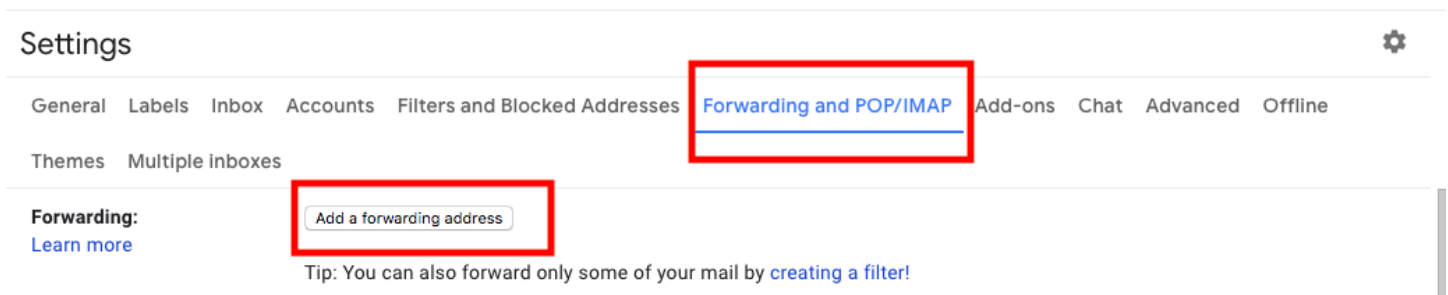 Settings
General Labels Inbox Accounts Filters and Blocked Addresses Forwarding and POP/IMAP Add-ons Chat Advanced Offline
Themes Multiple inboxes
Forwarding: Add a forwarding address
Learn more
Tip: You can also forward only some of your mail by creating a filter!